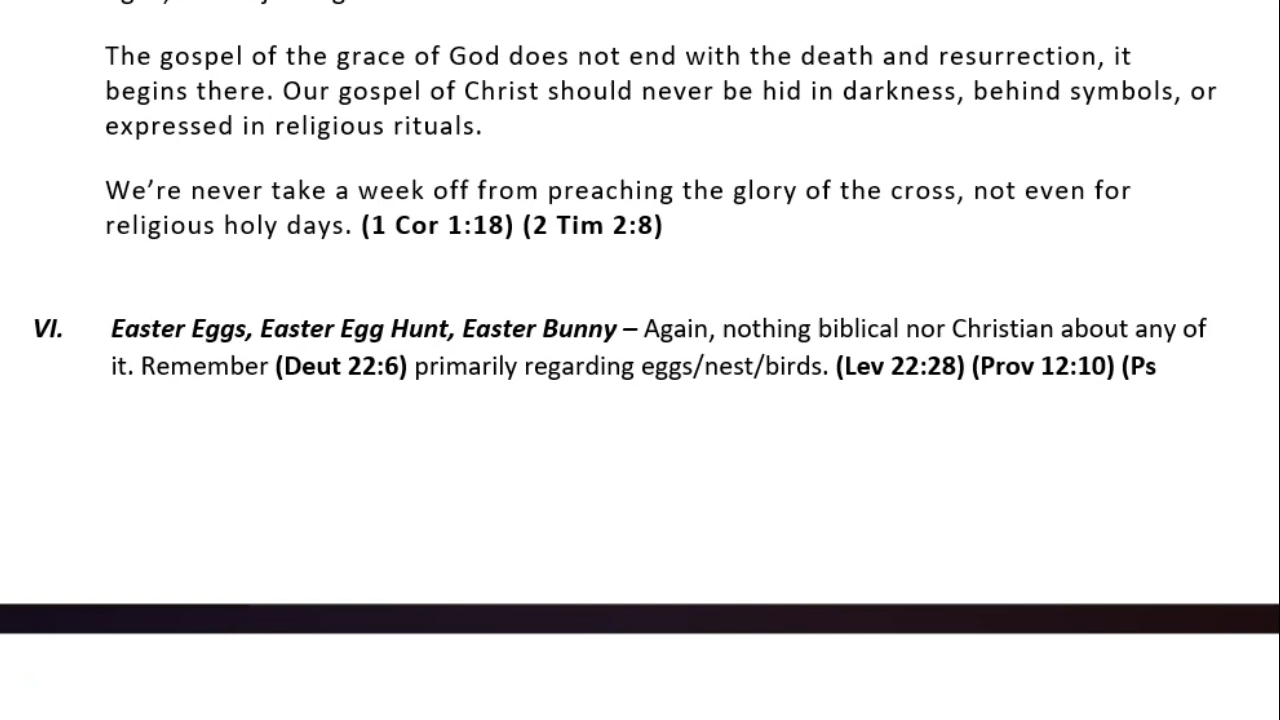 The gospel of the grace of God does not end with the death and resurrection, it
begins there. Our gospel of Christ should never be hid in darkness, behind symbols, or
expressed in religious rituals.
We’re never take a week off from preaching the glory of the cross, not even for
religious holy days. (1 Cor 1:18) (2 Tim 2:8)
VI. Easter Eggs, Easter Egg Hunt, Easter Bunny – Again, nothing biblical nor Christian about any of
it. Remember (Deut 22:6) primarily regarding eggs/nest/birds. (Lev 22:28) (Prov 12:10) (Ps